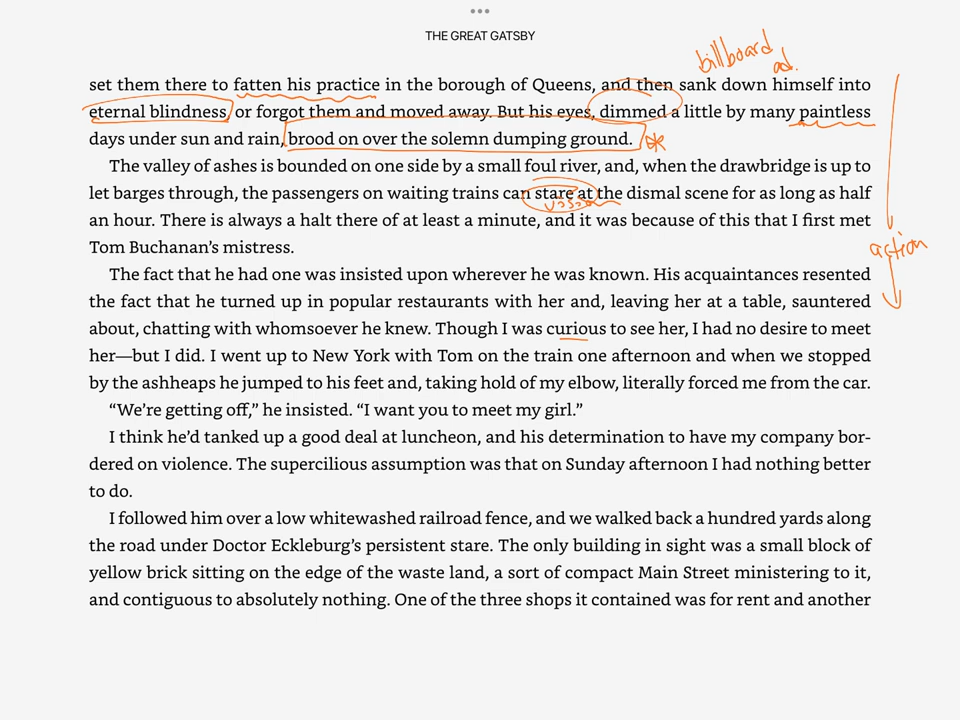 THE GREAT GATSBY
billboard
ad.
set them there to fatten his practice in the borough of Queens, and then sank down himself into
eternal blindness, or forgot them and moved away. But his eyes, dimmed a little by many paintless
days under sun and rain, brood on over the solemn dumping ground.
The valley of ashes is bounded on one side by a small foul river, and, when the drawbridge is up to
let barges through, the passengers on waiting trains can stare at the dismal scene for as long as half
vision
an hour. There is always a halt there of at least a minute, and it was because of this that I first met
Tom Buchanan's mistress.
action
The fact that he had one was insisted upon wherever he was known. His acquaintances resented
the fact that he turned up in popular restaurants with her and, leaving her at a table, sauntered
about, chatting with whomsoever he knew. Though I was curious to see her, I had no desire to meet
her—but I did. I went up to New York with Tom on the train one afternoon and when we stopped
by the ashheaps he jumped to his feet and, taking hold of my elbow, literally forced me from the car.
“We're getting off,” he insisted. “I want you to meet my girl.”
I think he'd tanked up a good deal at luncheon, and his determination to have my company bor-
dered on violence. The supercilious assumption was that on Sunday afternoon I had nothing better
to do.
I followed him over a low whitewashed railroad fence, and we walked back a hundred yards along
the road under Doctor Eckleburg's persistent stare. The only building in sight was a small block of
yellow brick sitting on the edge of the waste land, a sort of compact Main Street ministering to it,
and contiguous to absolutely nothing. One of the three shops it contained was for rent and another